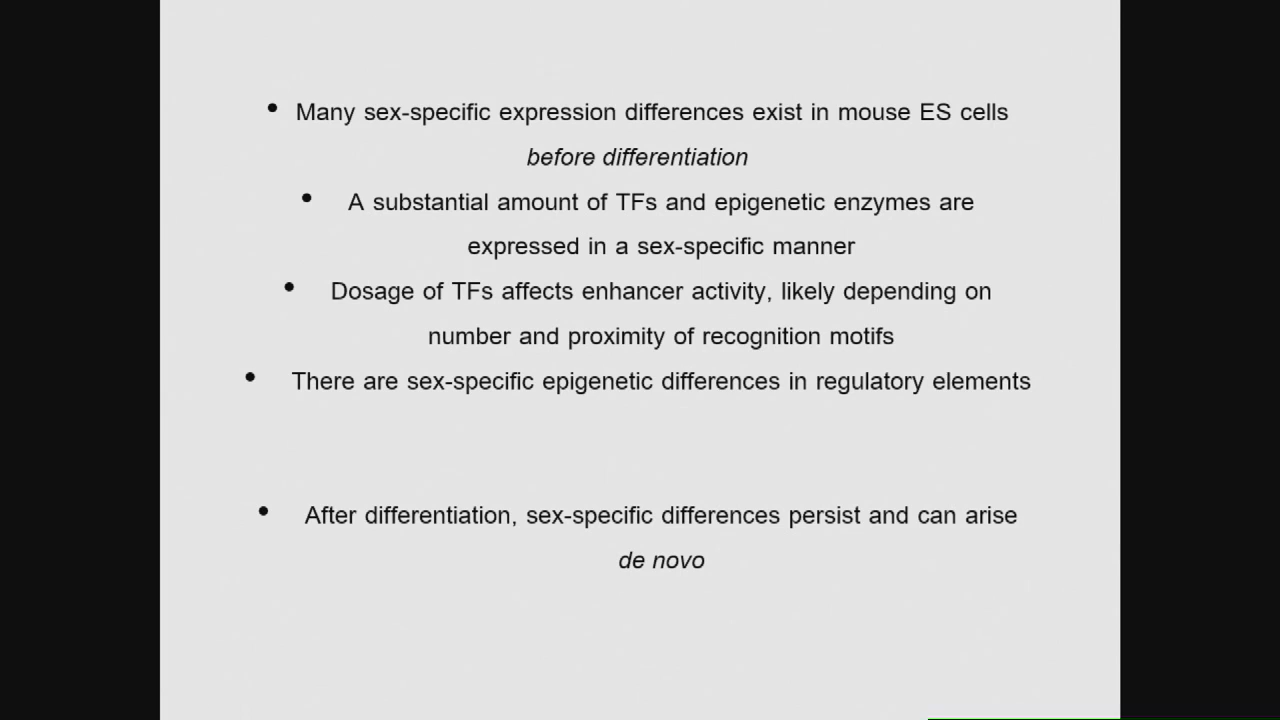 • Many sex-specific expression differences exist in mouse ES cells
before differentiation
• A substantial amount of TFs and epigenetic enzymes are
expressed in a sex-specific manner
• Dosage of TFs affects enhancer activity, likely depending on
number and proximity of recognition motifs
• There are sex-specific epigenetic differences in regulatory elements
• After differentiation, sex-specific differences persist and can arise
de novo